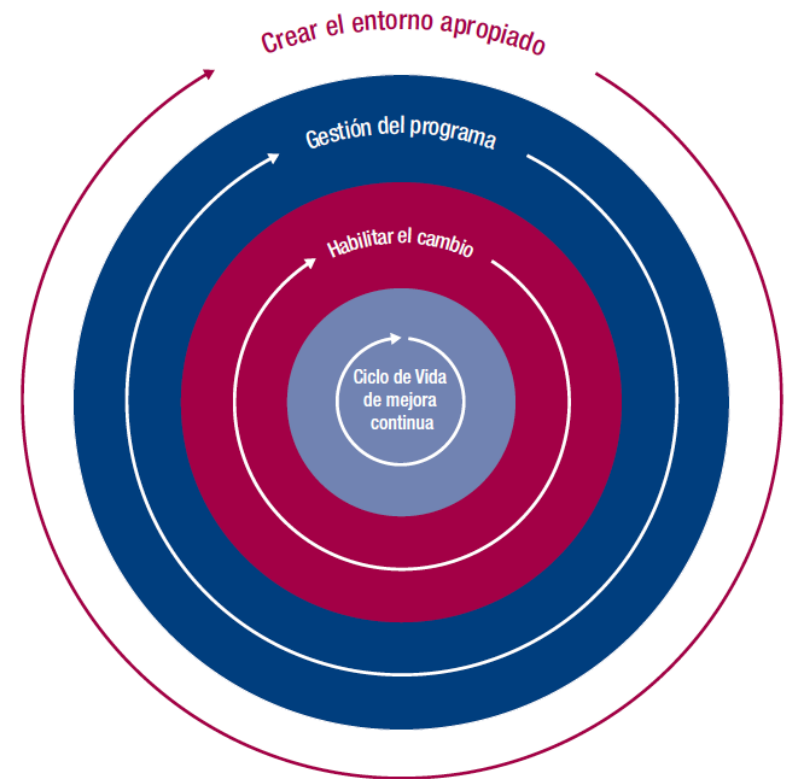 Crear el entorno apropiado
Gestión del programa
Habilitar el cambio
Ciclo de Vida
de mejora
continua